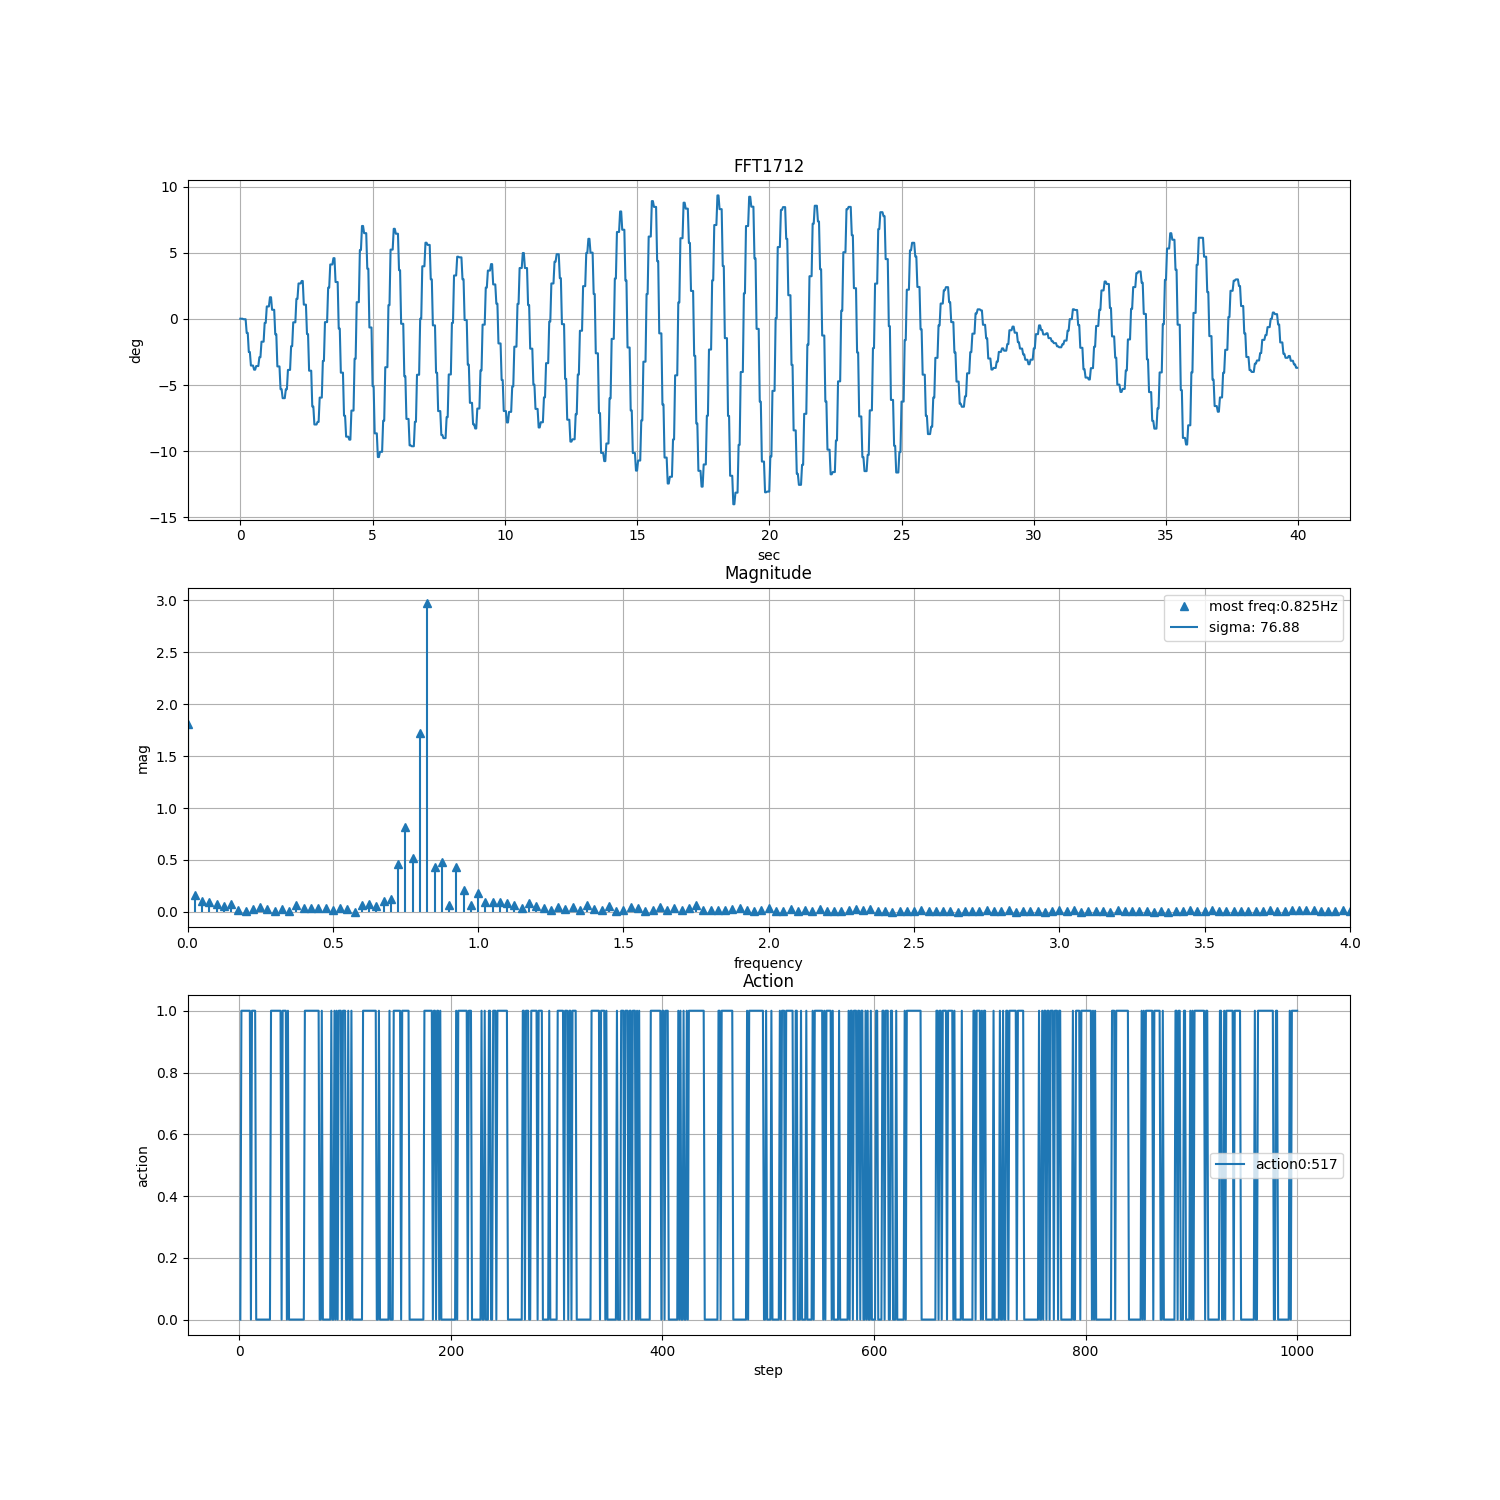 FFT1712
10
5
0
−5
−10
−15
deg
0 5 10 15 20 25 30 35 40
sec
Magnitude
3.0
2.5
2.0
1.5
1.0
0.5
0.0
mag
most freq:0.825Hz
sigma: 76.88
0.0 0.5 1.0 1.5 2.0 2.5 3.0 3.5 4.0
frequency
Action
1.0
0.8
0.6
0.4
0.2
0.0
action
action0:517
0 200 400 600 800 1000
step